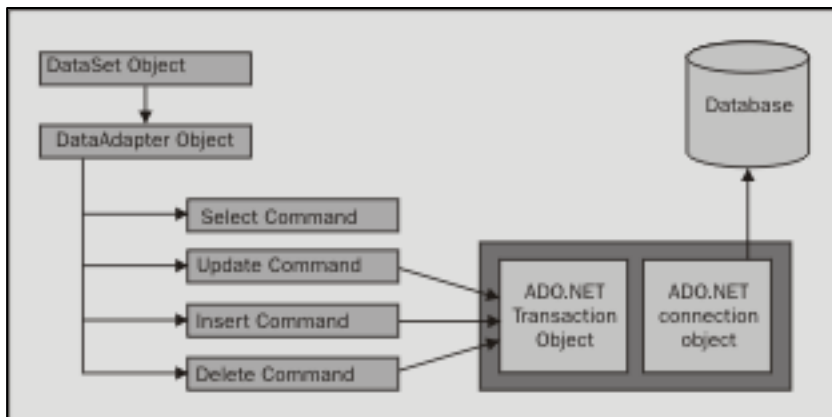 DataSet Object
DataAdapter Object
Select Command
Update Command
Insert Command
Delete Command
ADO.NET
Transaction
Object
ADO.NET
connection
object
Database